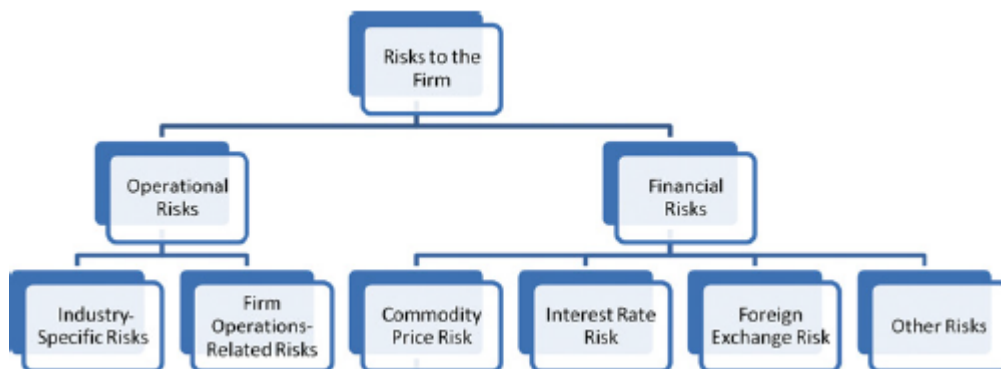 Risks to the
Firm
Operational
Risks
Financial
Risks
Industry-
Specific Risks
Firm
Operations-
Related Risks
Commodity
Price Risk
Interest Rate
Risk
Foreign
Exchange Risk
Other Risks